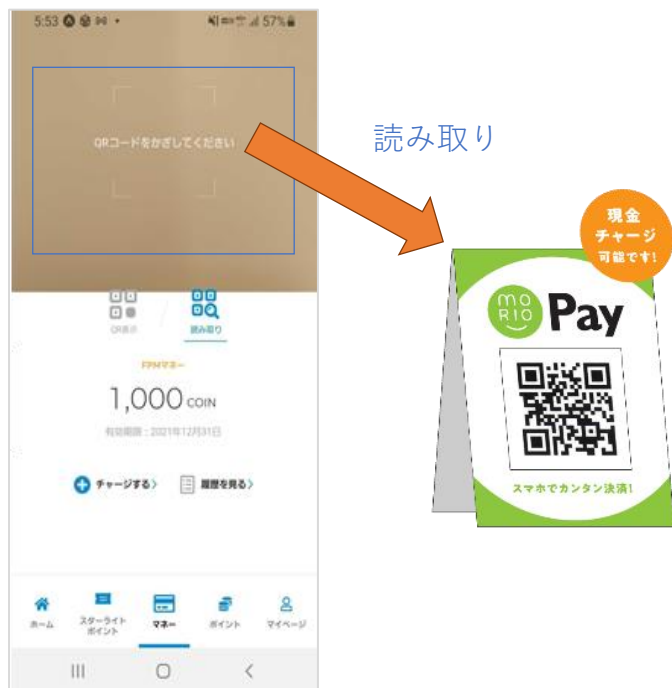 5:53
57%
QRコードをかざしてください
読み取り
現金
チャージ
可能です!
mo
RIO
Pay
スマホでカンタン決済!
QR表示
読み取り
FPMマネー
1,000 COIN
有効期限:2021年12月31日
チャージする
履歴を見る
ホーム
スターライト
ポイント
マネー
ポイント
マイページ